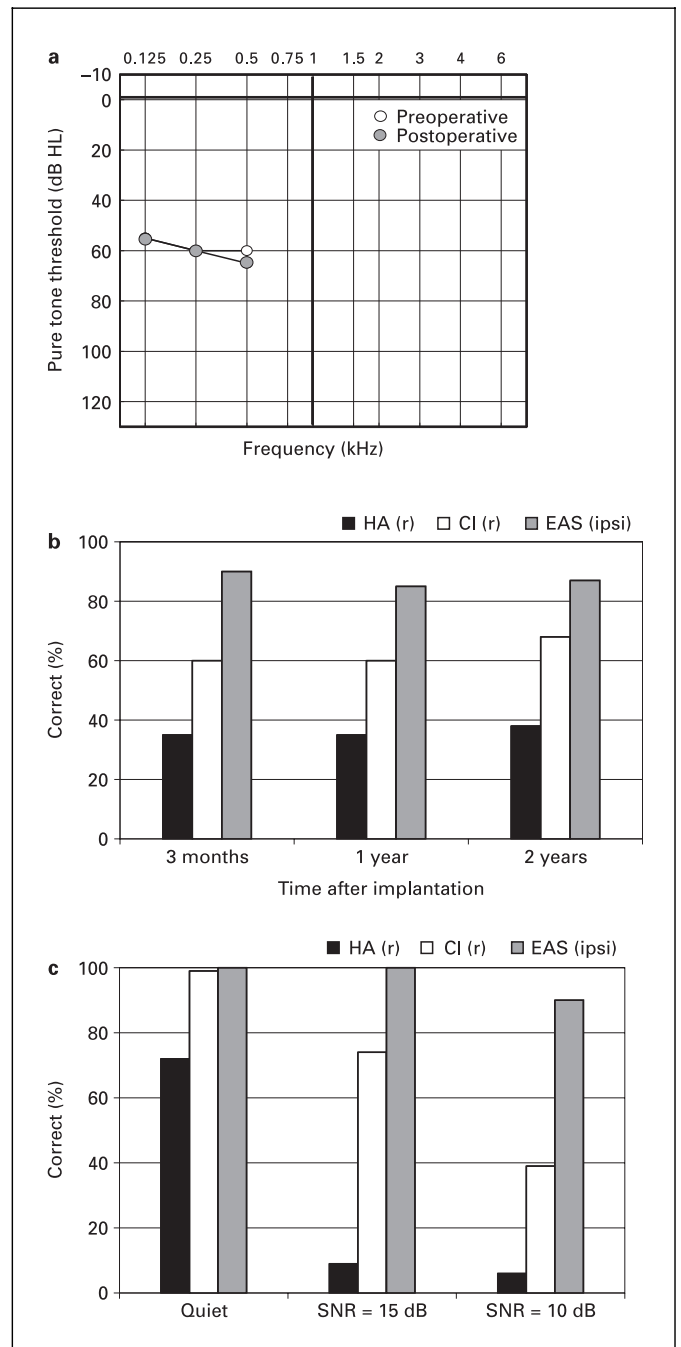 a
0.125 0.25 0.5 0.75 1 1.5 2 3 4 6
–10
0
20
40
60
80
100
120
Pure tone threshold (dB HL)
Preoperative
Postoperative
Frequency (kHz)
HA (r) CI (r) EAS (ipsi)
b
100
80
60
40
20
0
Correct (%)
3 months 1 year 2 years
Time after implantation
HA (r) CI (r) EAS (ipsi)
c
100
80
60
40
20
0
Correct (%)
Quiet SNR = 15 dB SNR = 10 dB